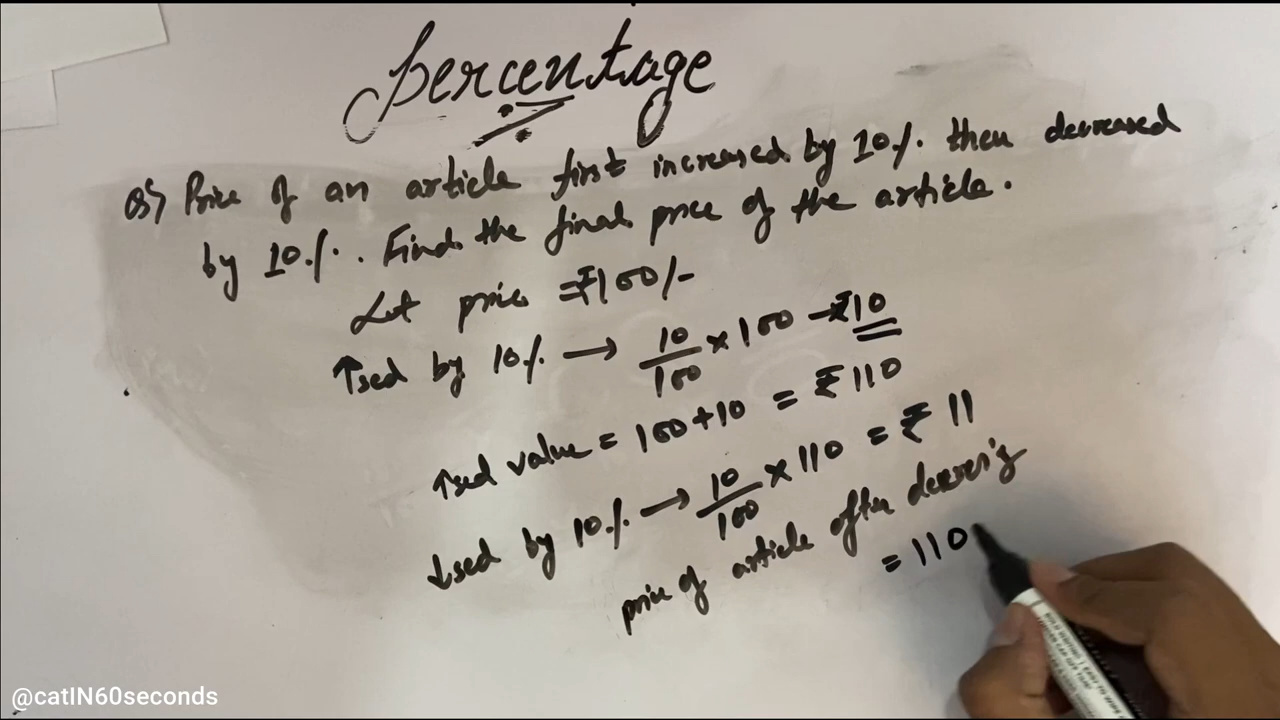 Percentage
Qs) Price of an article first increased by 10%. then decreased
by 10%. Find the final price of the article.
Let price =₹100/-
↑sed by 10% → 10/100 × 100 → ₹10
↑sed value = 100+10 = ₹110
↓sed by 10% → 10/100 × 110 = ₹ 11
price of article after
= 110
@catIN60seconds